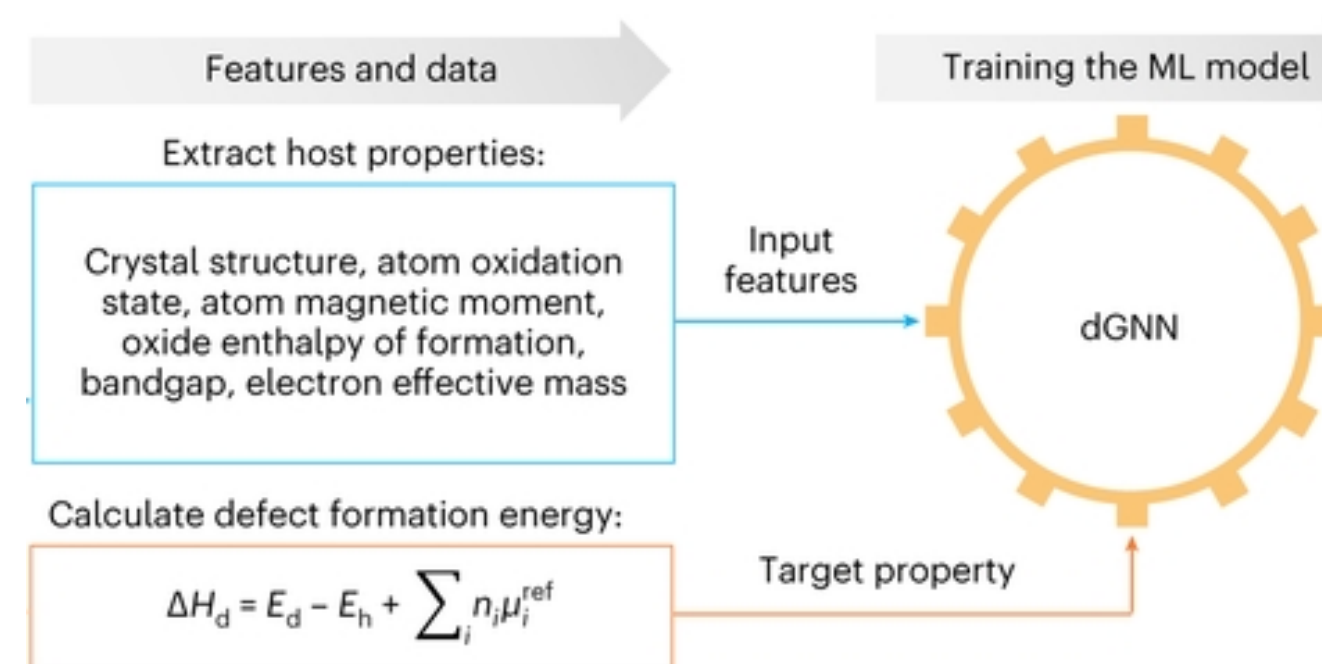 Features and data
Training the ML model
Extract host properties:
Crystal structure, atom oxidation
state, atom magnetic moment,
oxide enthalpy of formation,
bandgap, electron effective mass
Input
features
dGNN
Calculate defect formation energy:
ΔH_d = E_d − E_h + ∑_i n_i μ_i^ref
Target property